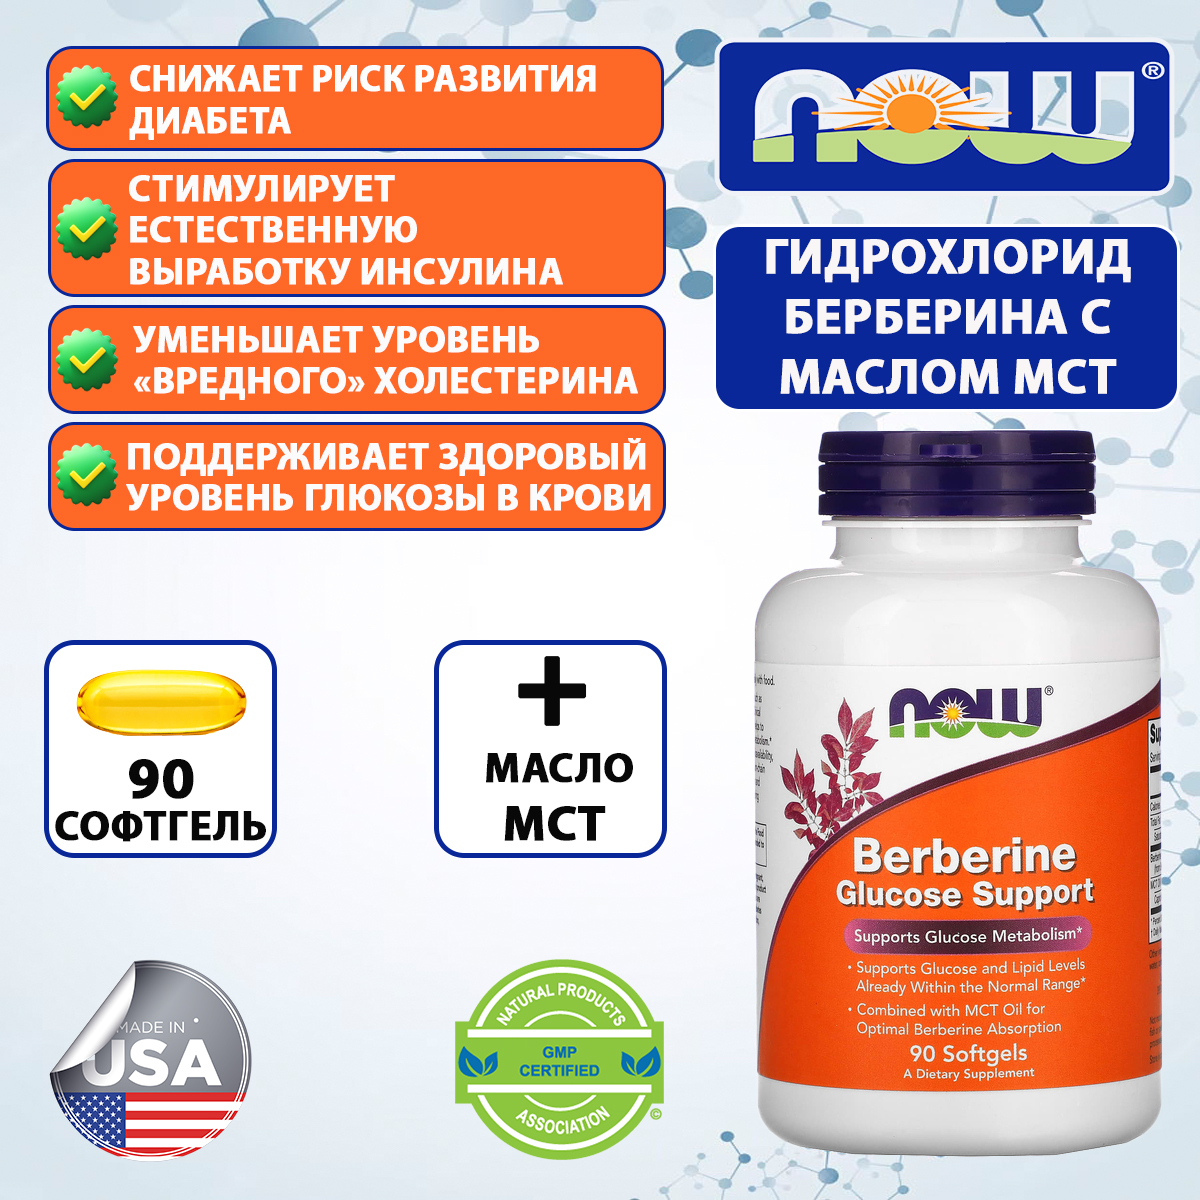 СНИЖАЕТ РИСК РАЗВИТИЯ
ДИАБЕТА
СТИМУЛИРУЕТ
ЕСТЕСТВЕННУЮ
ВЫРАБОТКУ ИНСУЛИНА
УМЕНЬШАЕТ УРОВЕНЬ
«ВРЕДНОГО» ХОЛЕСТЕРИНА
ПОДДЕРЖИВАЕТ ЗДОРОВЫЙ
УРОВЕНЬ ГЛЮКОЗЫ В КРОВИ
now®
ГИДРОХЛОРИД
БЕРБЕРИНА С
МАСЛОМ МСТ
90
СОФТГЕЛЬ
+
МАСЛО
МСТ
MADE IN
USA
NATURAL PRODUCTS
GMP
CERTIFIED
ASSOCIATION
©
now®
Berberine
Glucose Support
Supports Glucose Metabolism*
• Supports Glucose and Lipid Levels
Already Within the Normal Range*
• Combined with MCT Oil for
Optimal Berberine Absorption
90 Softgels
A Dietary Supplement
with food.